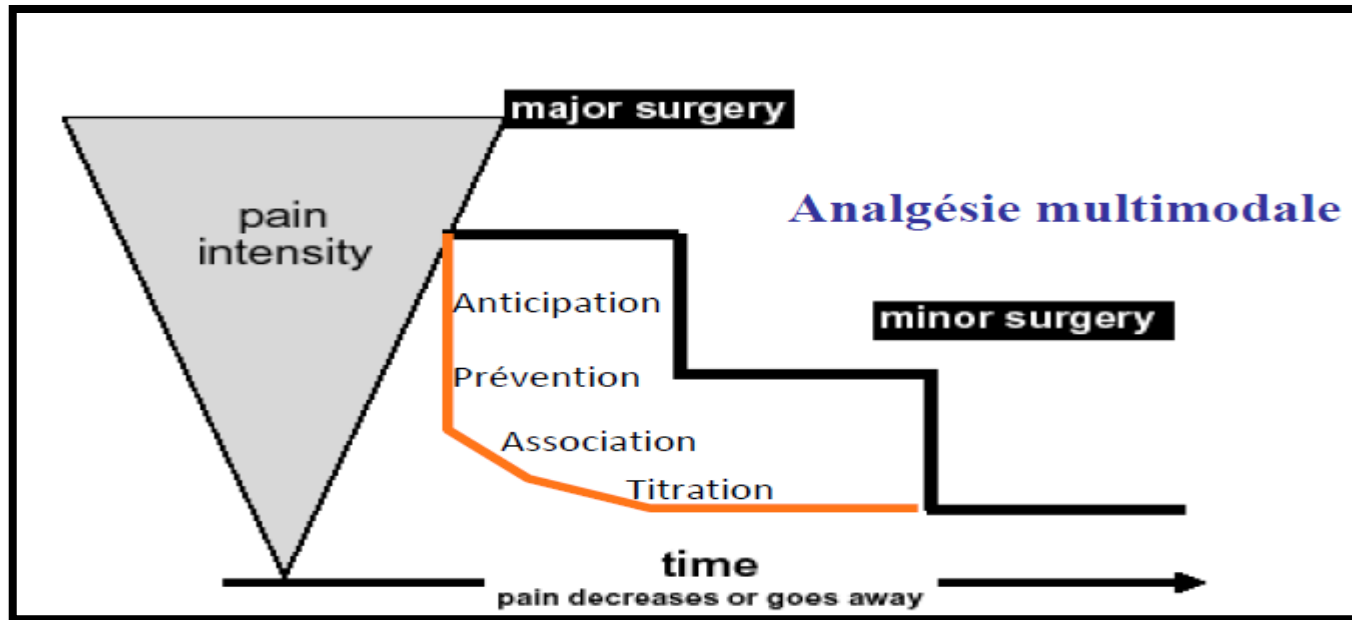 major surgery
pain
intensity
Analgésie multimodale
Anticipation
minor surgery
Prévention
Association
Titration
time
pain decreases or goes away